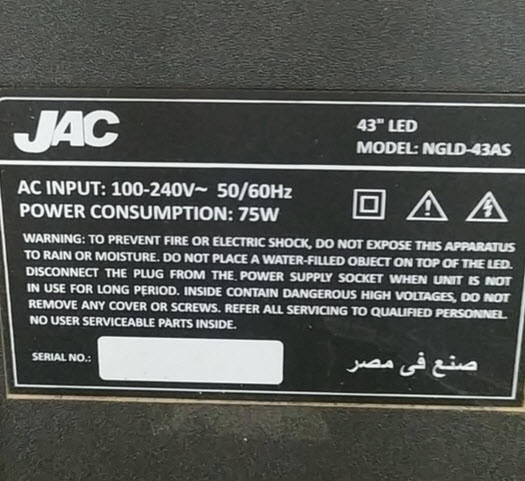 JAC
43" LED
MODEL: NGLD-43AS
AC INPUT: 100-240V~ 50/60Hz
POWER CONSUMPTION: 75W
WARNING: TO PREVENT FIRE OR ELECTRIC SHOCK, DO NOT EXPOSE THIS APPARATUS
TO RAIN OR MOISTURE. DO NOT PLACE A WATER-FILLED OBJECT ON TOP OF THE LED.
DISCONNECT THE PLUG FROM THE POWER SUPPLY SOCKET WHEN UNIT IS NOT
IN USE FOR LONG PERIOD. INSIDE CONTAIN DANGEROUS HIGH VOLTAGES, DO NOT
REMOVE ANY COVER OR SCREWS. REFER ALL SERVICING TO QUALIFIED PERSONNEL.
NO USER SERVICEABLE PARTS INSIDE.
SERIAL NO.:
صنع في مصر